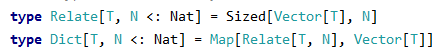 type Relate[T, N <: Nat] = Sized[Vector[T], N]
type Dict[T, N <: Nat] = Map[Relate[T, N], Vector[T]]